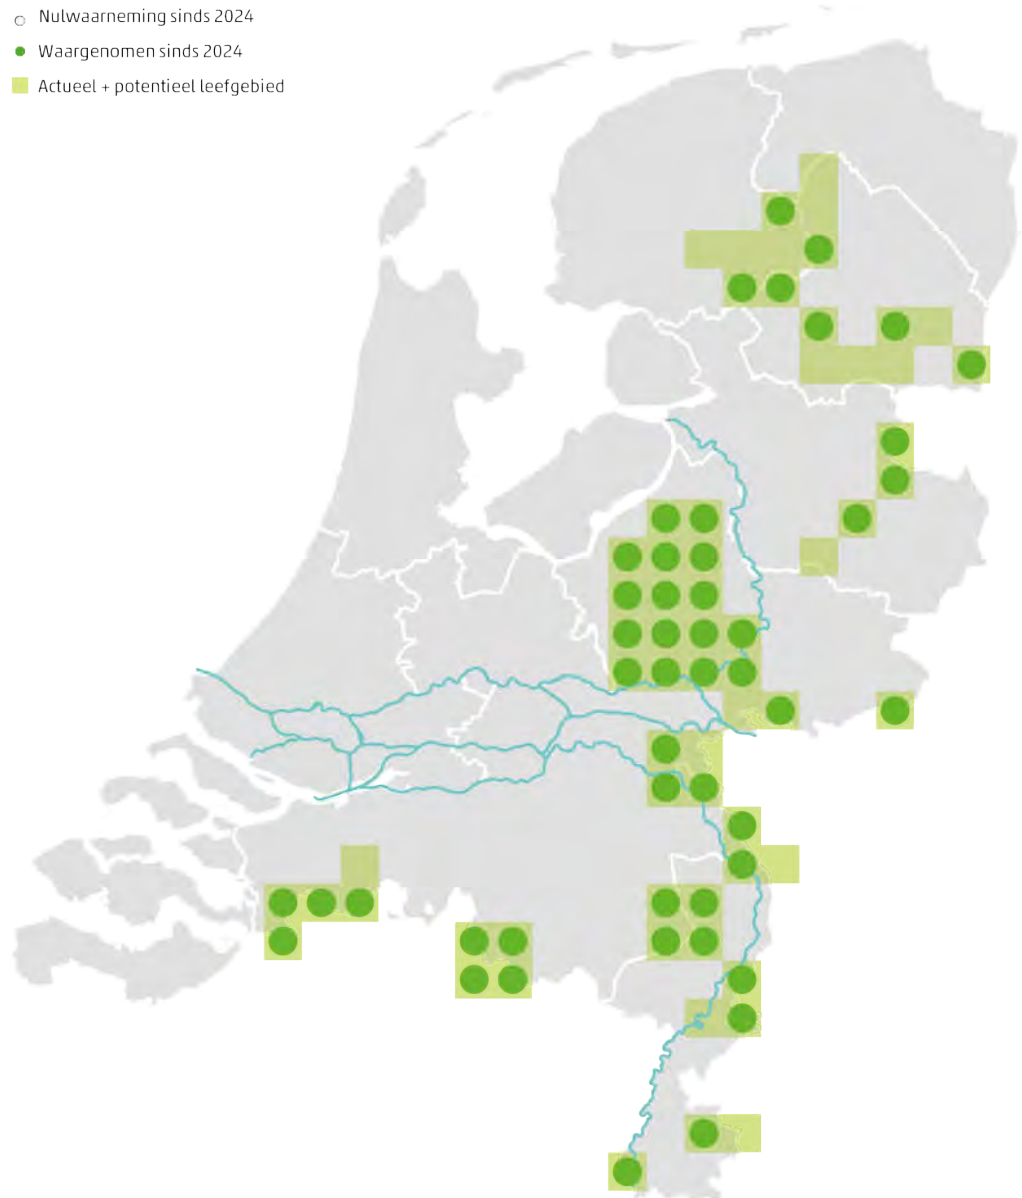 Nulwaarneming sinds 2024
Waargenomen sinds 2024
Actueel + potentieel leefgebied